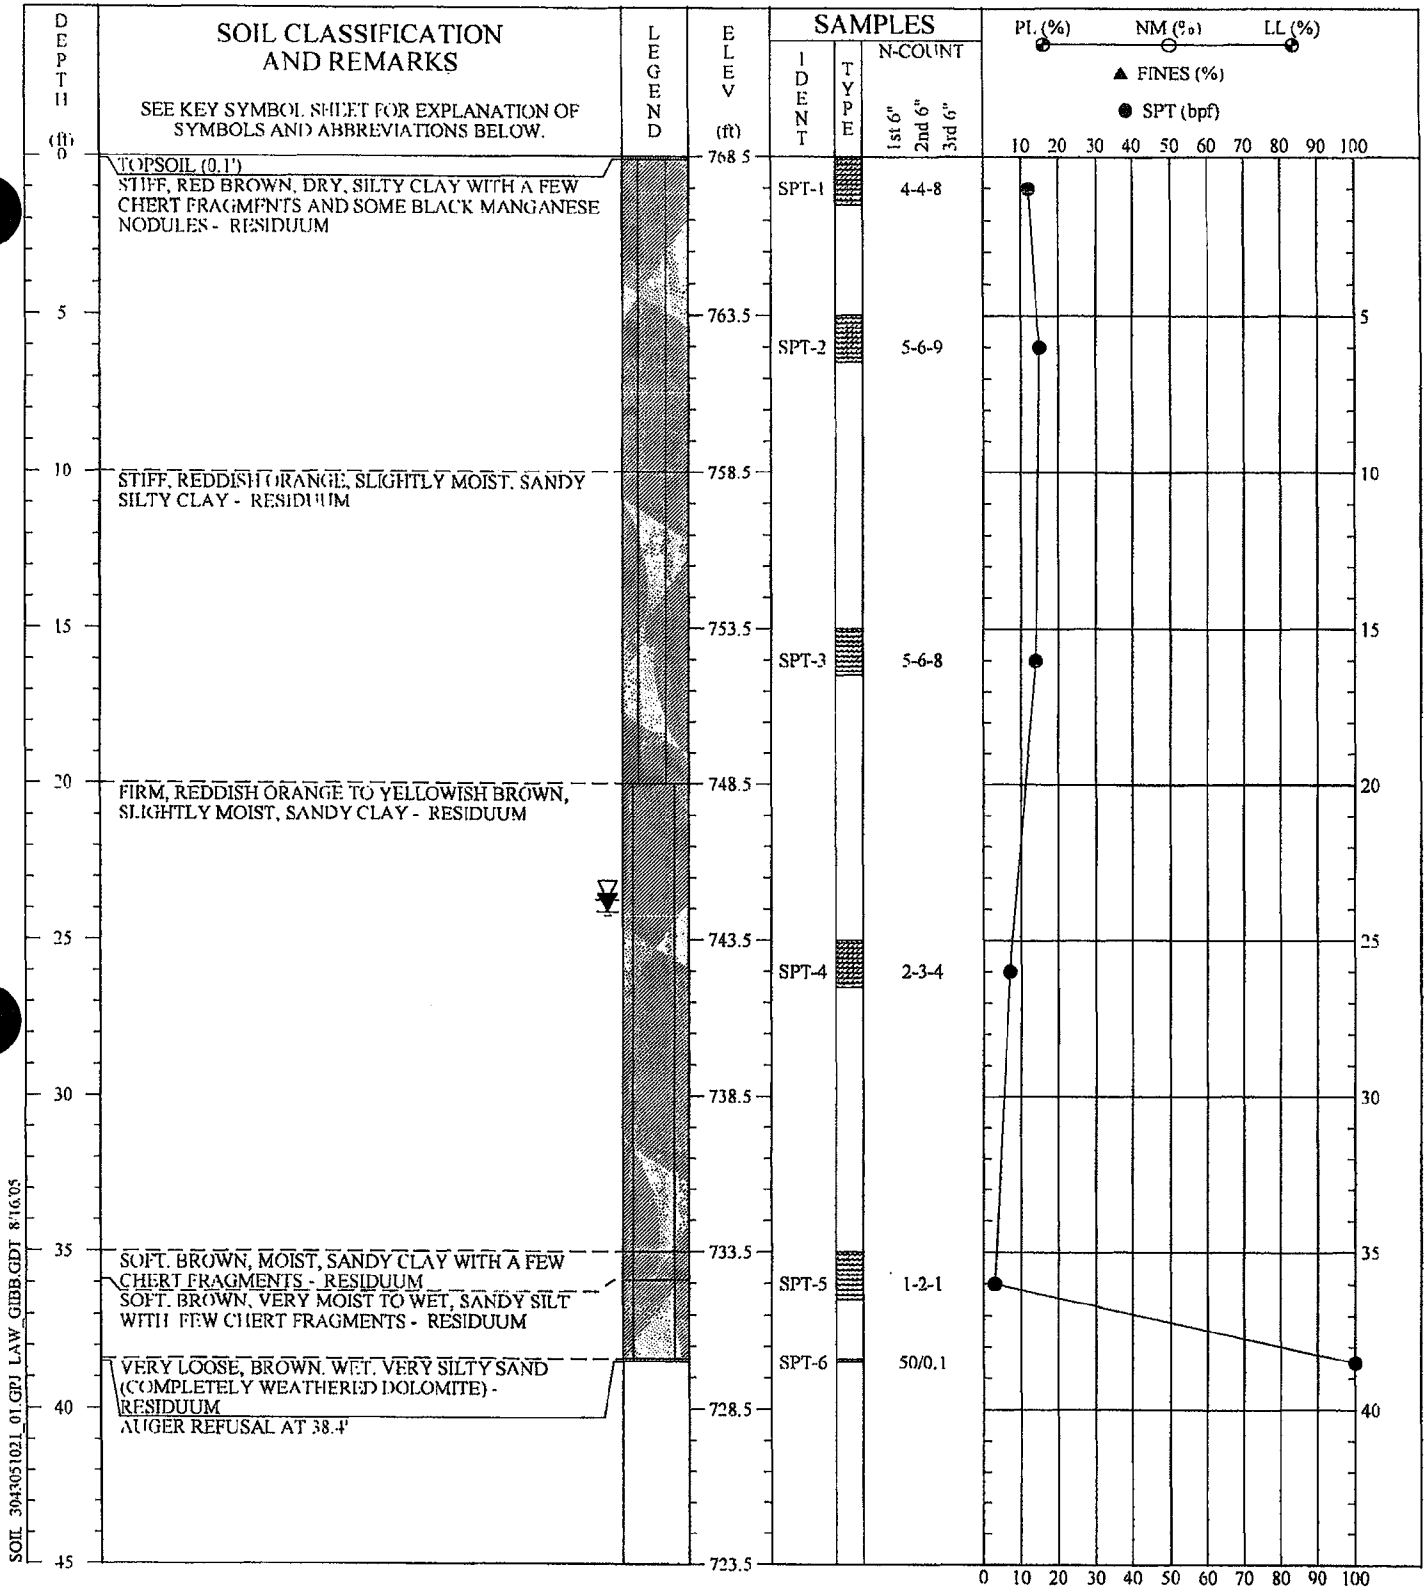 DEPTH (ft)
SOIL CLASSIFICATION
AND REMARKS
SEE KEY SYMBOL SHEET FOR EXPLANATION OF
SYMBOLS AND ABBREVIATIONS BELOW.
LEGEND
ELEV (ft)
SAMPLES
IDENT
TYPE
N-COUNT
1st 6"
2nd 6"
3rd 6"
PL (%) NM (%) LL (%)
▲ FINES (%)
● SPT (bpf)
10 20 30 40 50 60 70 80 90 100
0 768.5
TOPSOIL (0.1')
STIFF, RED BROWN, DRY, SILTY CLAY WITH A FEW
CHERT FRAGMENTS AND SOME BLACK MANGANESE
NODULES - RESIDUUM
SPT-1 4-4-8
5 763.5 5
SPT-2 5-6-9
10 758.5 10
STIFF, REDDISH ORANGE, SLIGHTLY MOIST, SANDY
SILTY CLAY - RESIDUUM
15 753.5 15
SPT-3 5-6-8
20 748.5 20
FIRM, REDDISH ORANGE TO YELLOWISH BROWN,
SLIGHTLY MOIST, SANDY CLAY - RESIDUUM
25 743.5 25
SPT-4 2-3-4
30 738.5 30
35 733.5 35
SOFT, BROWN, MOIST, SANDY CLAY WITH A FEW
CHERT FRAGMENTS - RESIDUUM
SPT-5 1-2-1
SOFT, BROWN, VERY MOIST TO WET, SANDY SILT
WITH FEW CHERT FRAGMENTS - RESIDUUM
SPT-6 50/0.1
VERY LOOSE, BROWN, WET, VERY SILTY SAND
(COMPLETELY WEATHERED DOLOMITE) -
RESIDUUM
40 728.5 40
AUGER REFUSAL AT 38.4'
45 723.5
0 10 20 30 40 50 60 70 80 90 100
SOIL 3043051021_01.GPJ LAW_GIBB.GDT 8/16/05